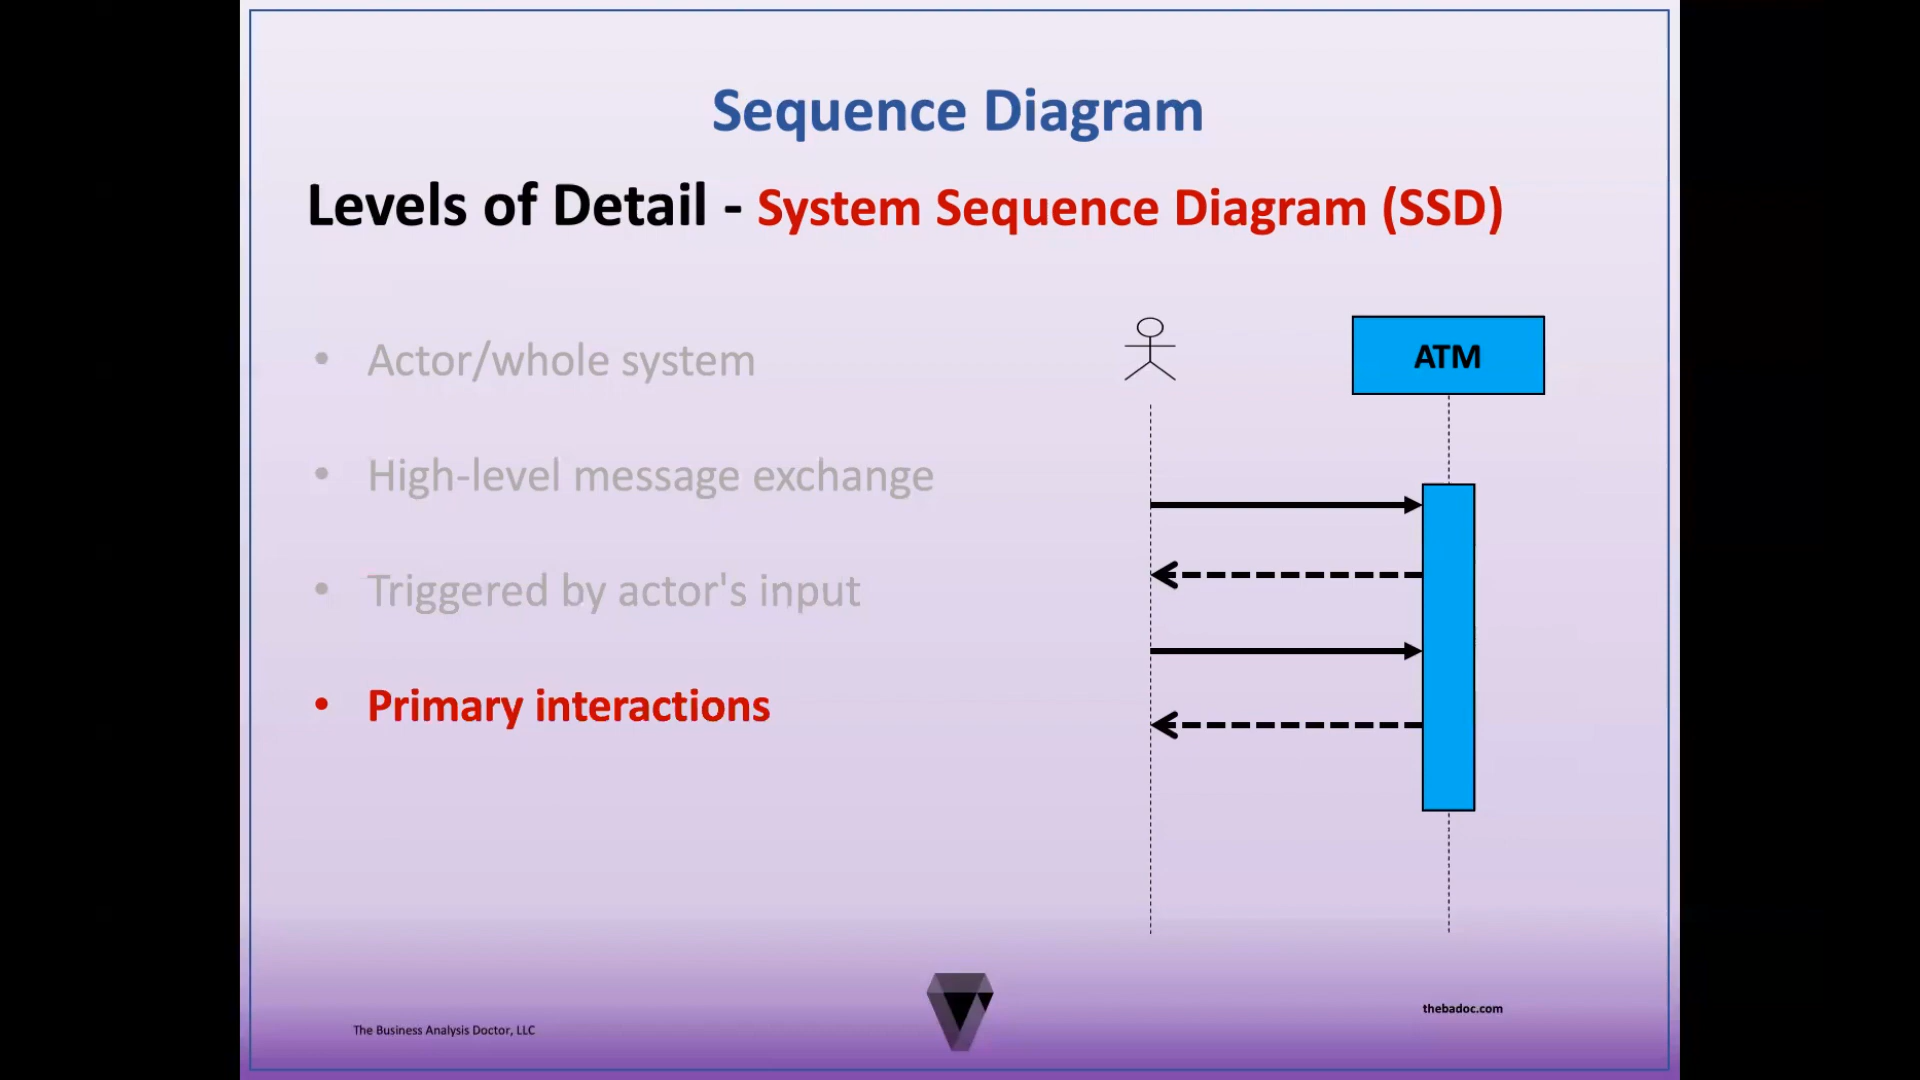 Sequence Diagram
Levels of Detail - System Sequence Diagram (SSD)
• Actor/whole system
• High-level message exchange
• Triggered by actor's input
• Primary interactions
ATM
The Business Analysis Doctor, LLC
thebadoc.com